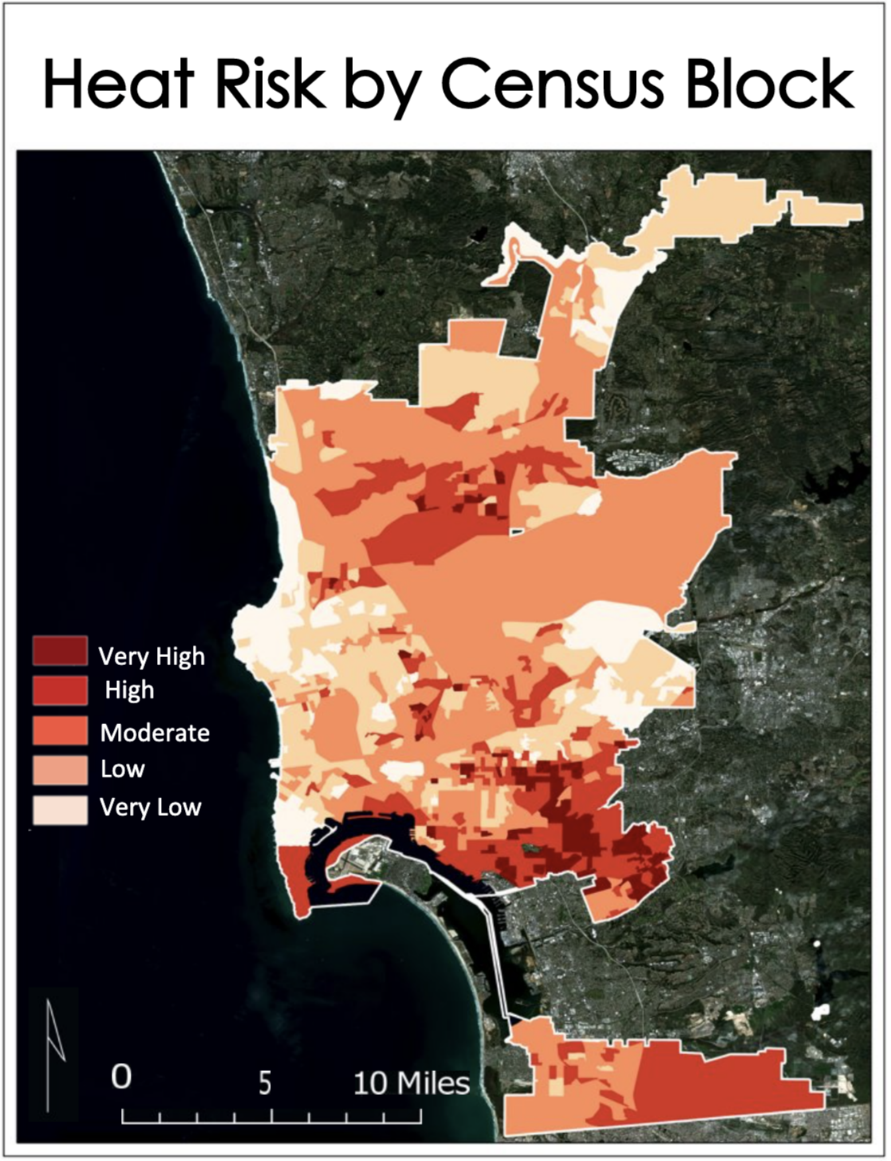 Heat Risk by Census Block
Very High
High
Moderate
Low
Very Low
0 5 10 Miles